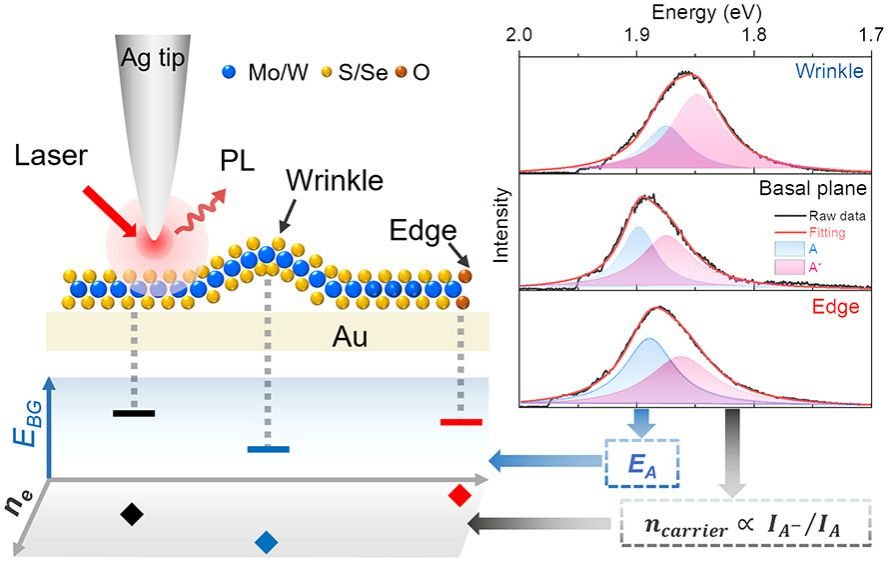 Energy (eV)
2.0 1.9 1.8 1.7
Ag tip
Mo/W S/Se O
Laser
PL
Wrinkle
Edge
Au
E_BG
n_e
Intensity
Wrinkle
Basal plane
Raw data
Fitting
A
A⁻
Edge
E_A
n_carrier ∝ I_A⁻/I_A